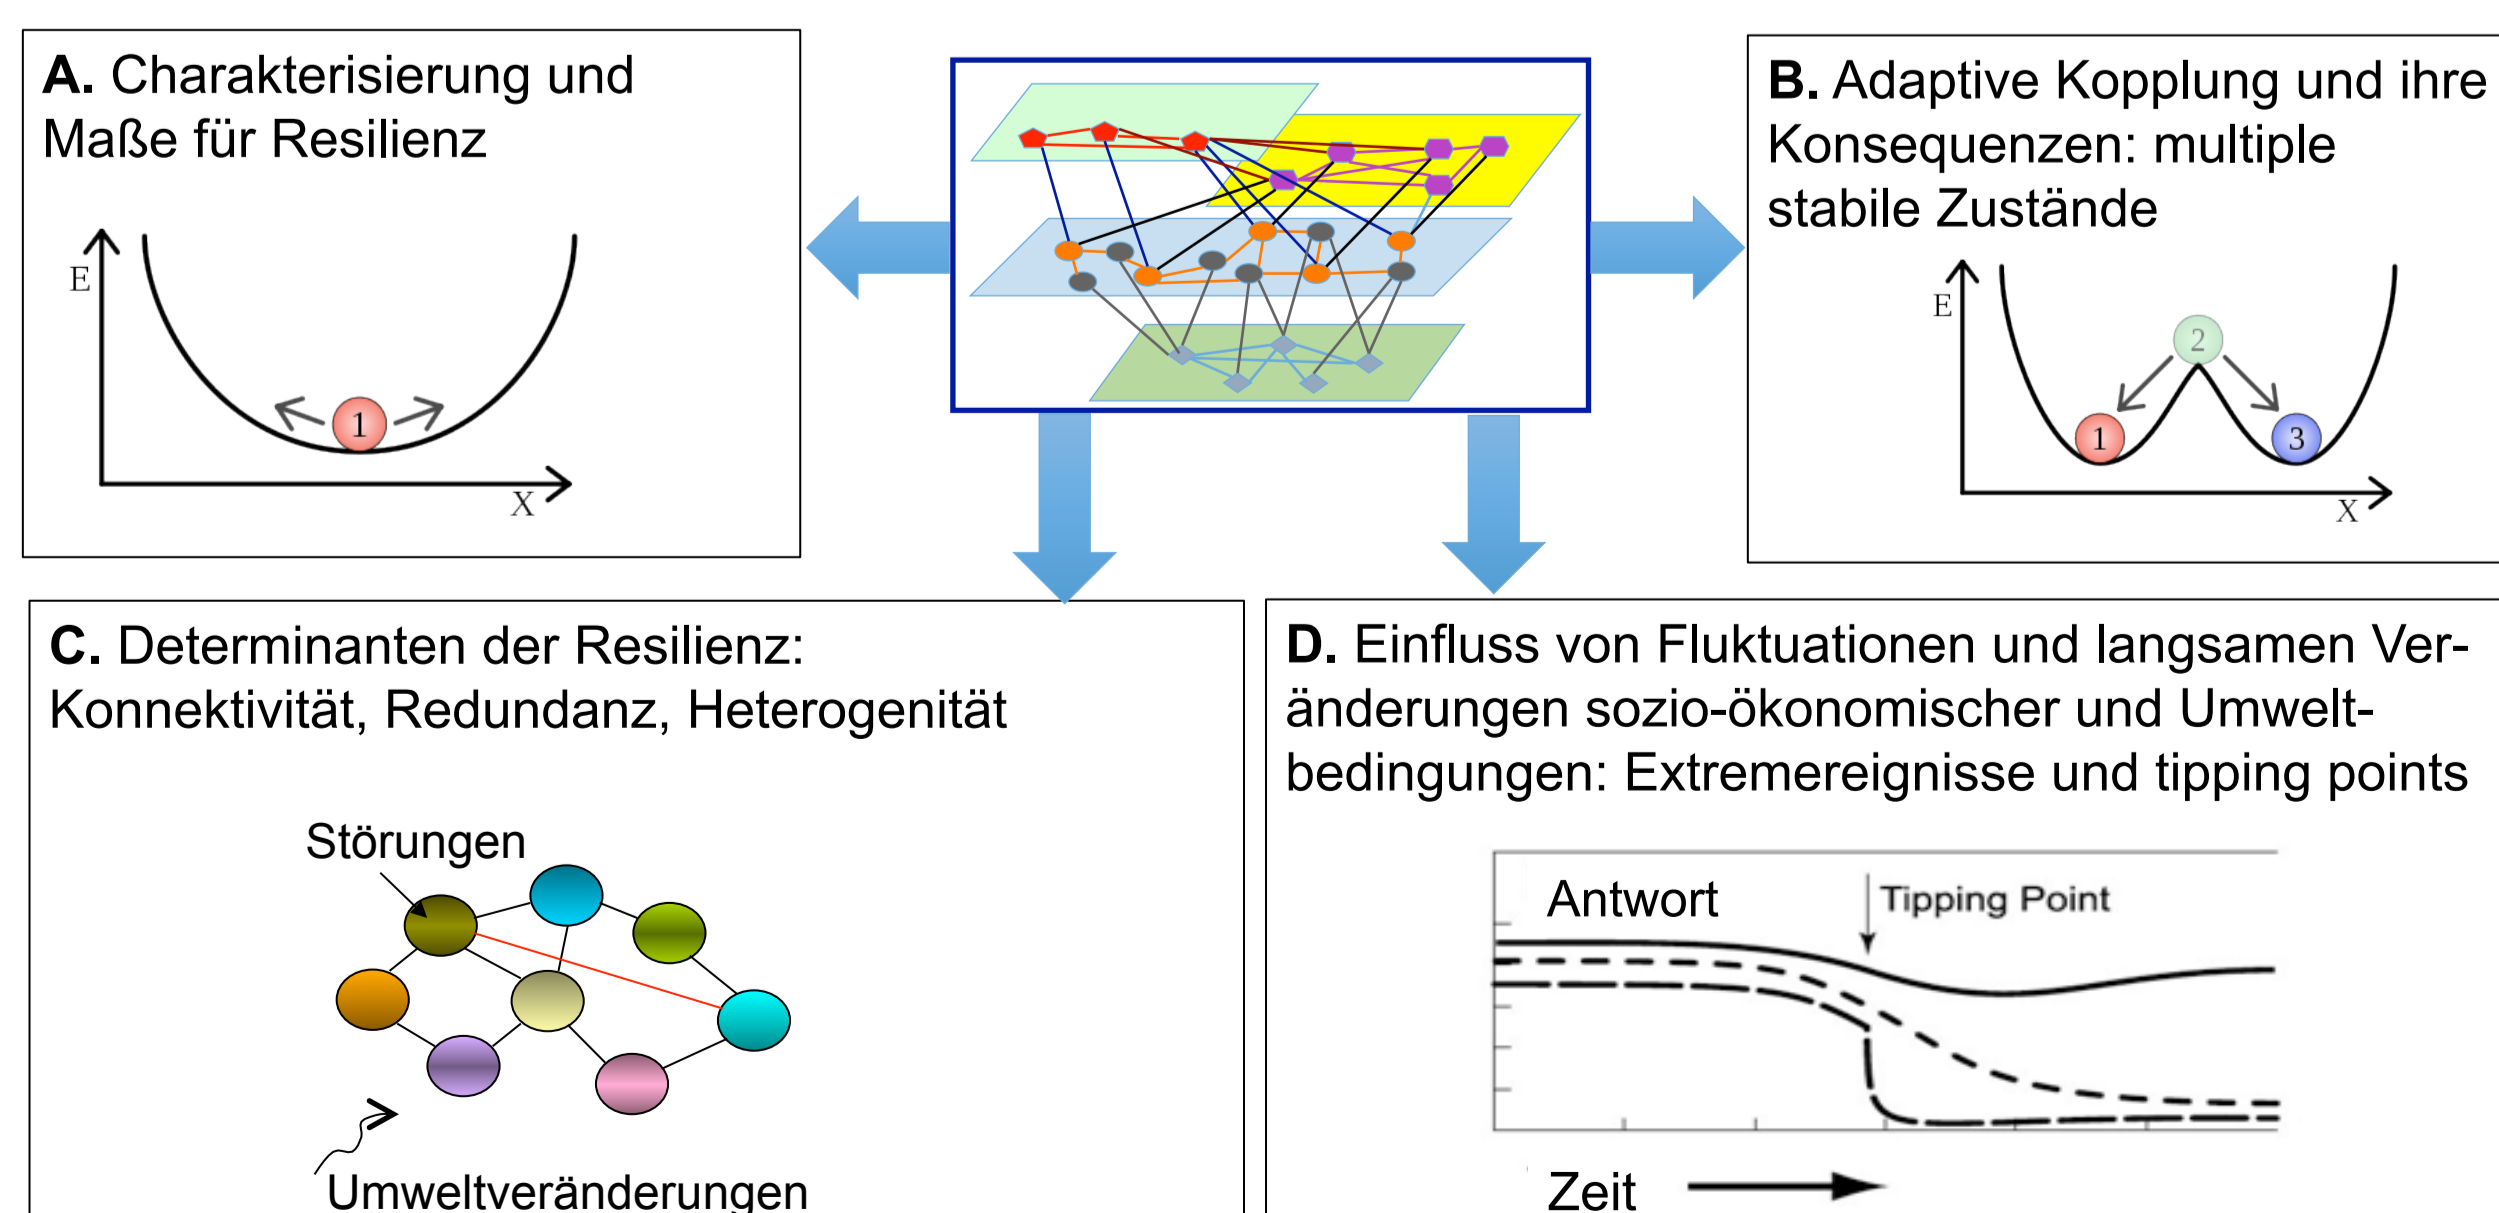 A. Charakterisierung und
Maße für Resilienz
E
1
X
B. Adaptive Kopplung und ihre
Konsequenzen: multiple
stabile Zustände
E
2
1
3
X
C. Determinanten der Resilienz:
Konnektivität, Redundanz, Heterogenität
Störungen
Umweltveränderungen
D. Einfluss von Fluktuationen und langsamen Ver-
änderungen sozio-ökonomischer und Umwelt-
bedingungen: Extremereignisse und tipping points
Antwort
Tipping Point
Zeit